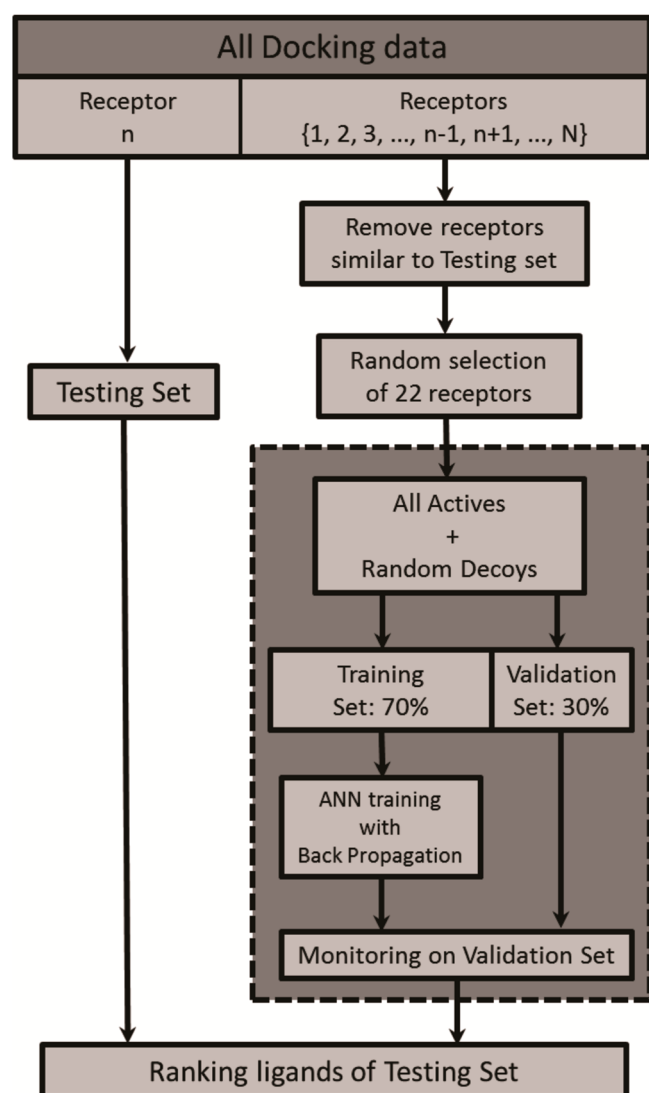 All Docking data
Receptor
n
Receptors
{1, 2, 3, ..., n-1, n+1, ..., N}
Remove receptors
similar to Testing set
Random selection
of 22 receptors
Testing Set
All Actives
+
Random Decoys
Training
Set: 70%
Validation
Set: 30%
ANN training
with
Back Propagation
Monitoring on Validation Set
Ranking ligands of Testing Set